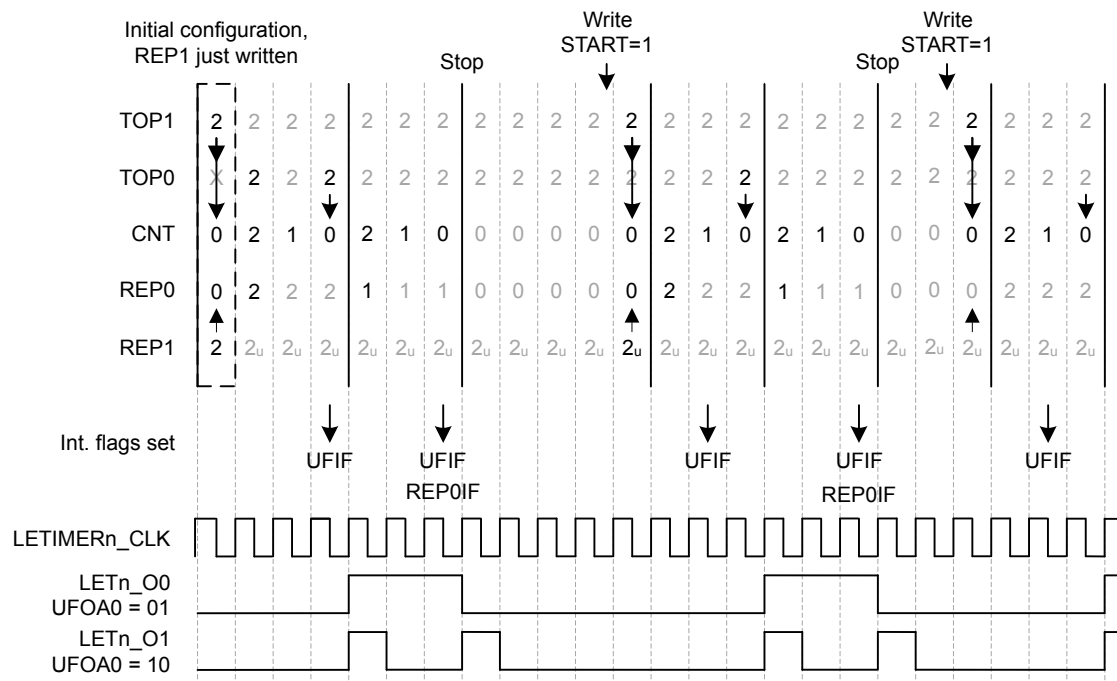 Initial configuration,
REP1 just written
Stop
Write
START=1
Stop
Write
START=1
TOP1 2 2 2 2 2 2 2 2 2 2 2 2 2 2 2 2 2 2 2 2 2 2 2 2
TOP0 X 2 2 2 2 2 2 2 2 2 2 2 2 2 2 2 2 2 2 2 2 2 2 2
CNT 0 2 1 0 2 1 0 0 0 0 0 0 2 1 0 2 1 0 0 0 0 2 1 0
REP0 0 2 2 2 1 1 1 0 0 0 0 0 2 2 2 1 1 1 0 0 0 2 2 2
REP1 2 2u 2u 2u 2u 2u 2u 2u 2u 2u 2u 2u 2u 2u 2u 2u 2u 2u 2u 2u 2u 2u 2u 2u
Int. flags set
UFIF UFIF UFIF UFIF UFIF
REP0IF REP0IF
LETIMERn_CLK
LETn_O0
UFOA0 = 01
LETn_O1
UFOA0 = 10